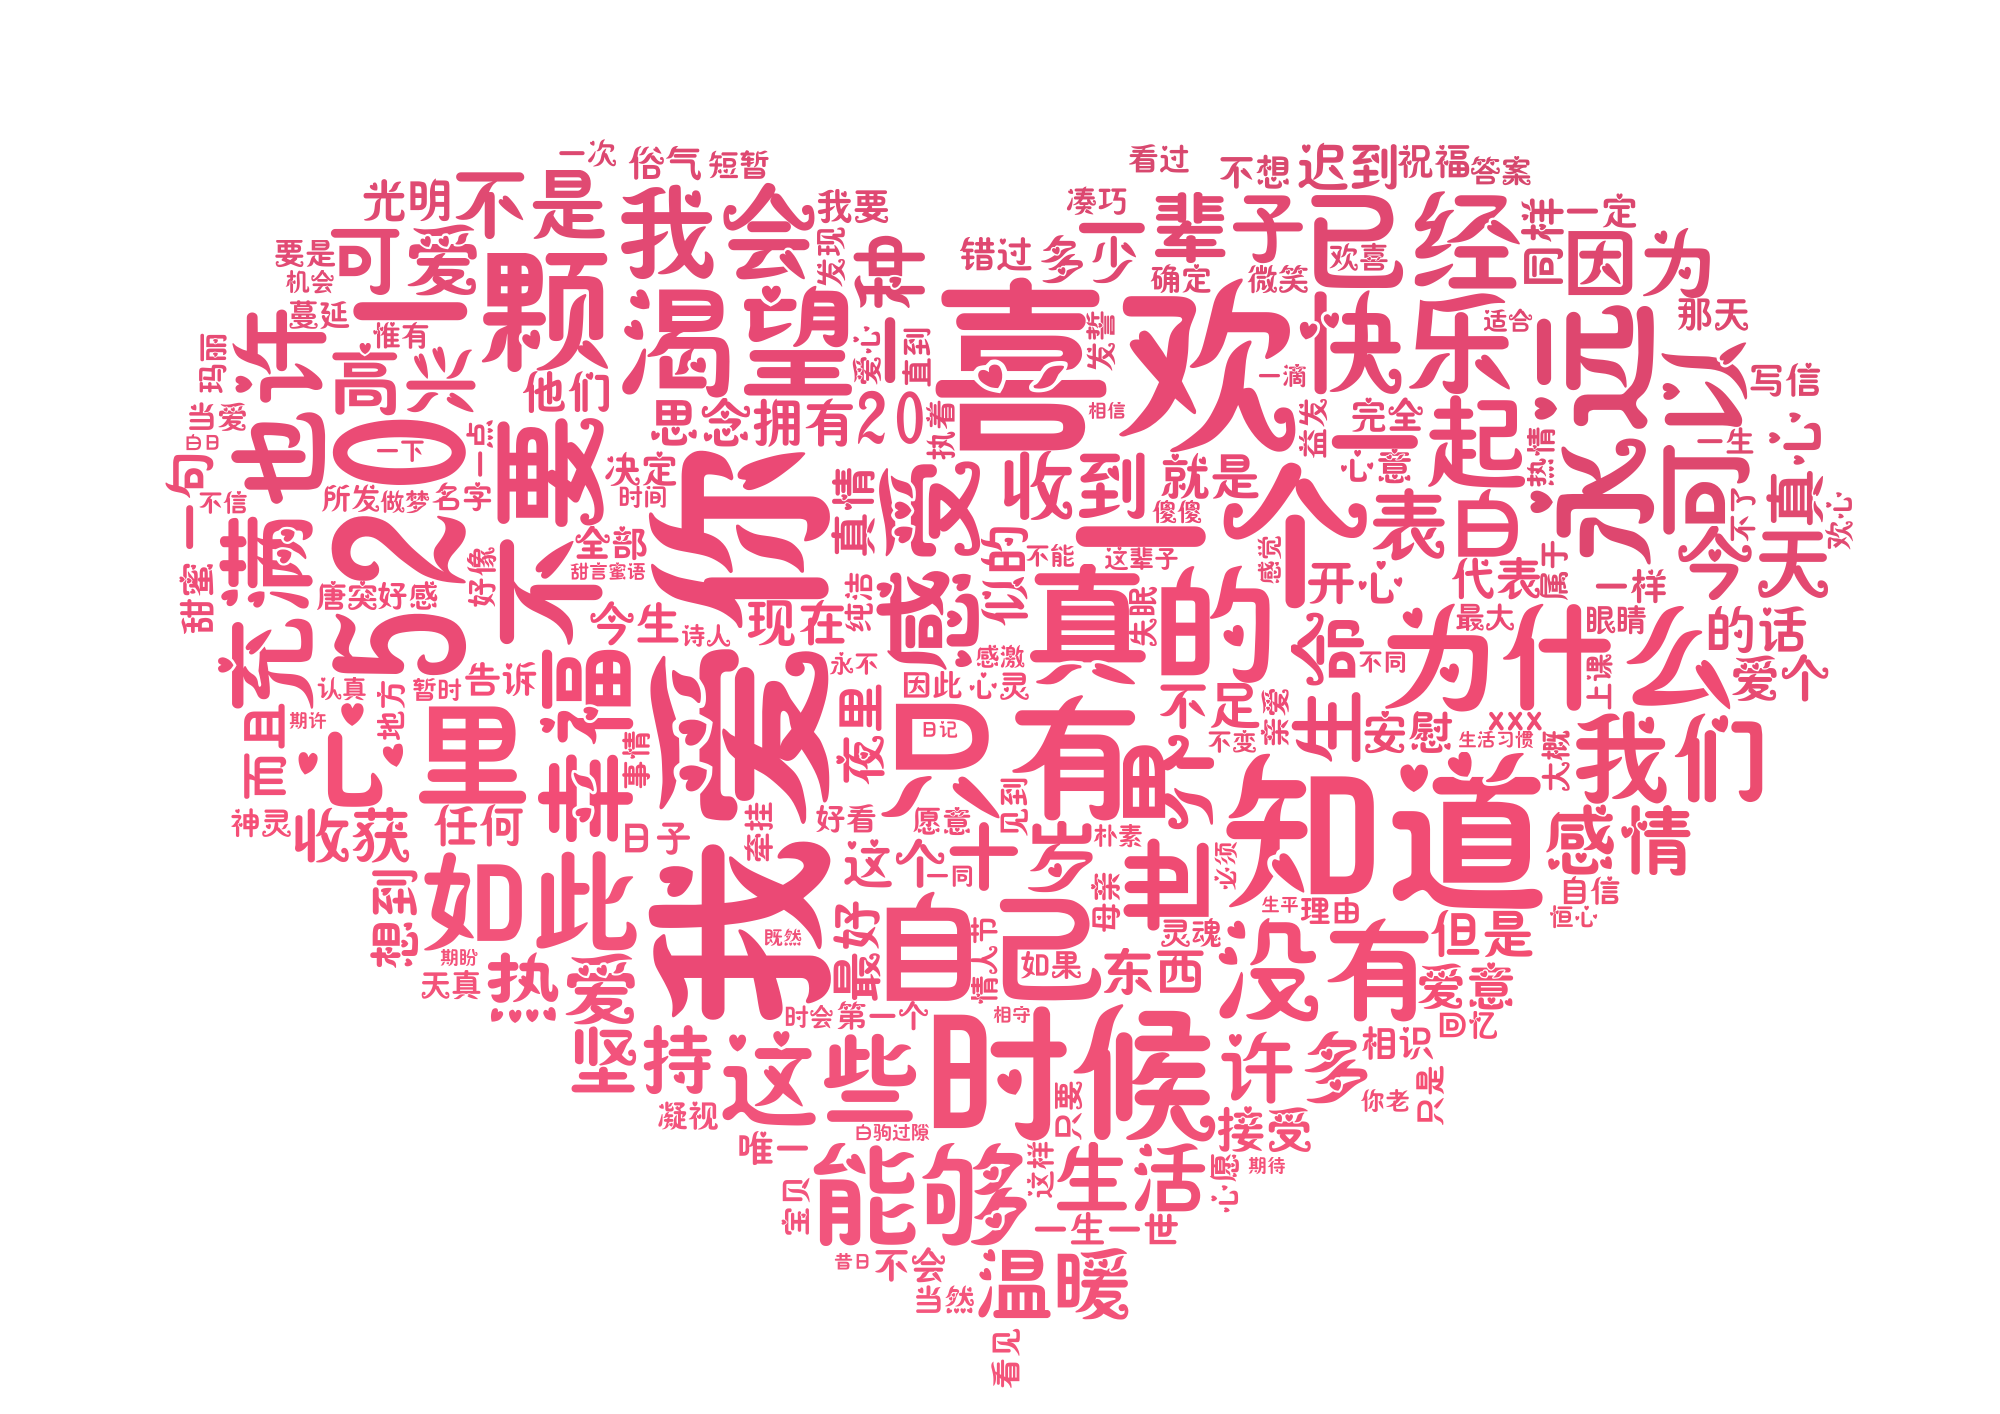 一次
俗气
短暂
看过
不想
迟到
祝福
答案
光明
不是
我会
我要
凑巧
一辈子
已经
同样
一定
可爱
要是
机会
发现
一种
错过
多少
确定
微笑
欢喜
因为
蔓延
一颗
渴望
喜欢
发誓
快乐
适合
那天
惟有
玛丽
也许
高兴
他们
爱心
一直到
一滴
永远
可以
写信
当爱
白日
520
一下
一点
不要
思念
拥有
20
执着
相信
益发
完全
一起
热情
一生
真心
一句
不信
所发
做梦
名字
决定
时间
爱你
真情
感受
收到
就是
傻傻
一个
心意
表白
不了
欢心
甜蜜
充满
唐突
好感
好像
全部
甜言蜜语
似的
不能
这辈子
感觉
开心
代表
属于
一样
今天
今生
诗人
现在
纯洁
真的
失眠
生命
不同
为什么
最大
眼睛
上课
的话
认真
地方
暂时
告诉
幸福
永不
感激
因此
心灵
不足
亲爱
不变
安慰
xxx
生活习惯
大概
爱个
而且
期许
心里
事情
夜里
只有
日记
男人
知道
我们
神灵
收获
任何
日子
牵挂
好看
愿意
见到
十岁
朴素
世
必须
感情
自信
恒心
想到
如此
我
既然
这个
一同
最好
自己
情人节
如果
母亲
东西
灵魂
生平
理由
没有
但是
期盼
天真
热爱
时会
第一个
相守
爱意
回忆
坚持
这些
时候
只要
许多
相识
你老
只是
凝视
唯一
白驹过隙
接受
宝贝
能够
这样
生活
心愿
期待
一生一世
昔日
不会
当然
温暖
看见